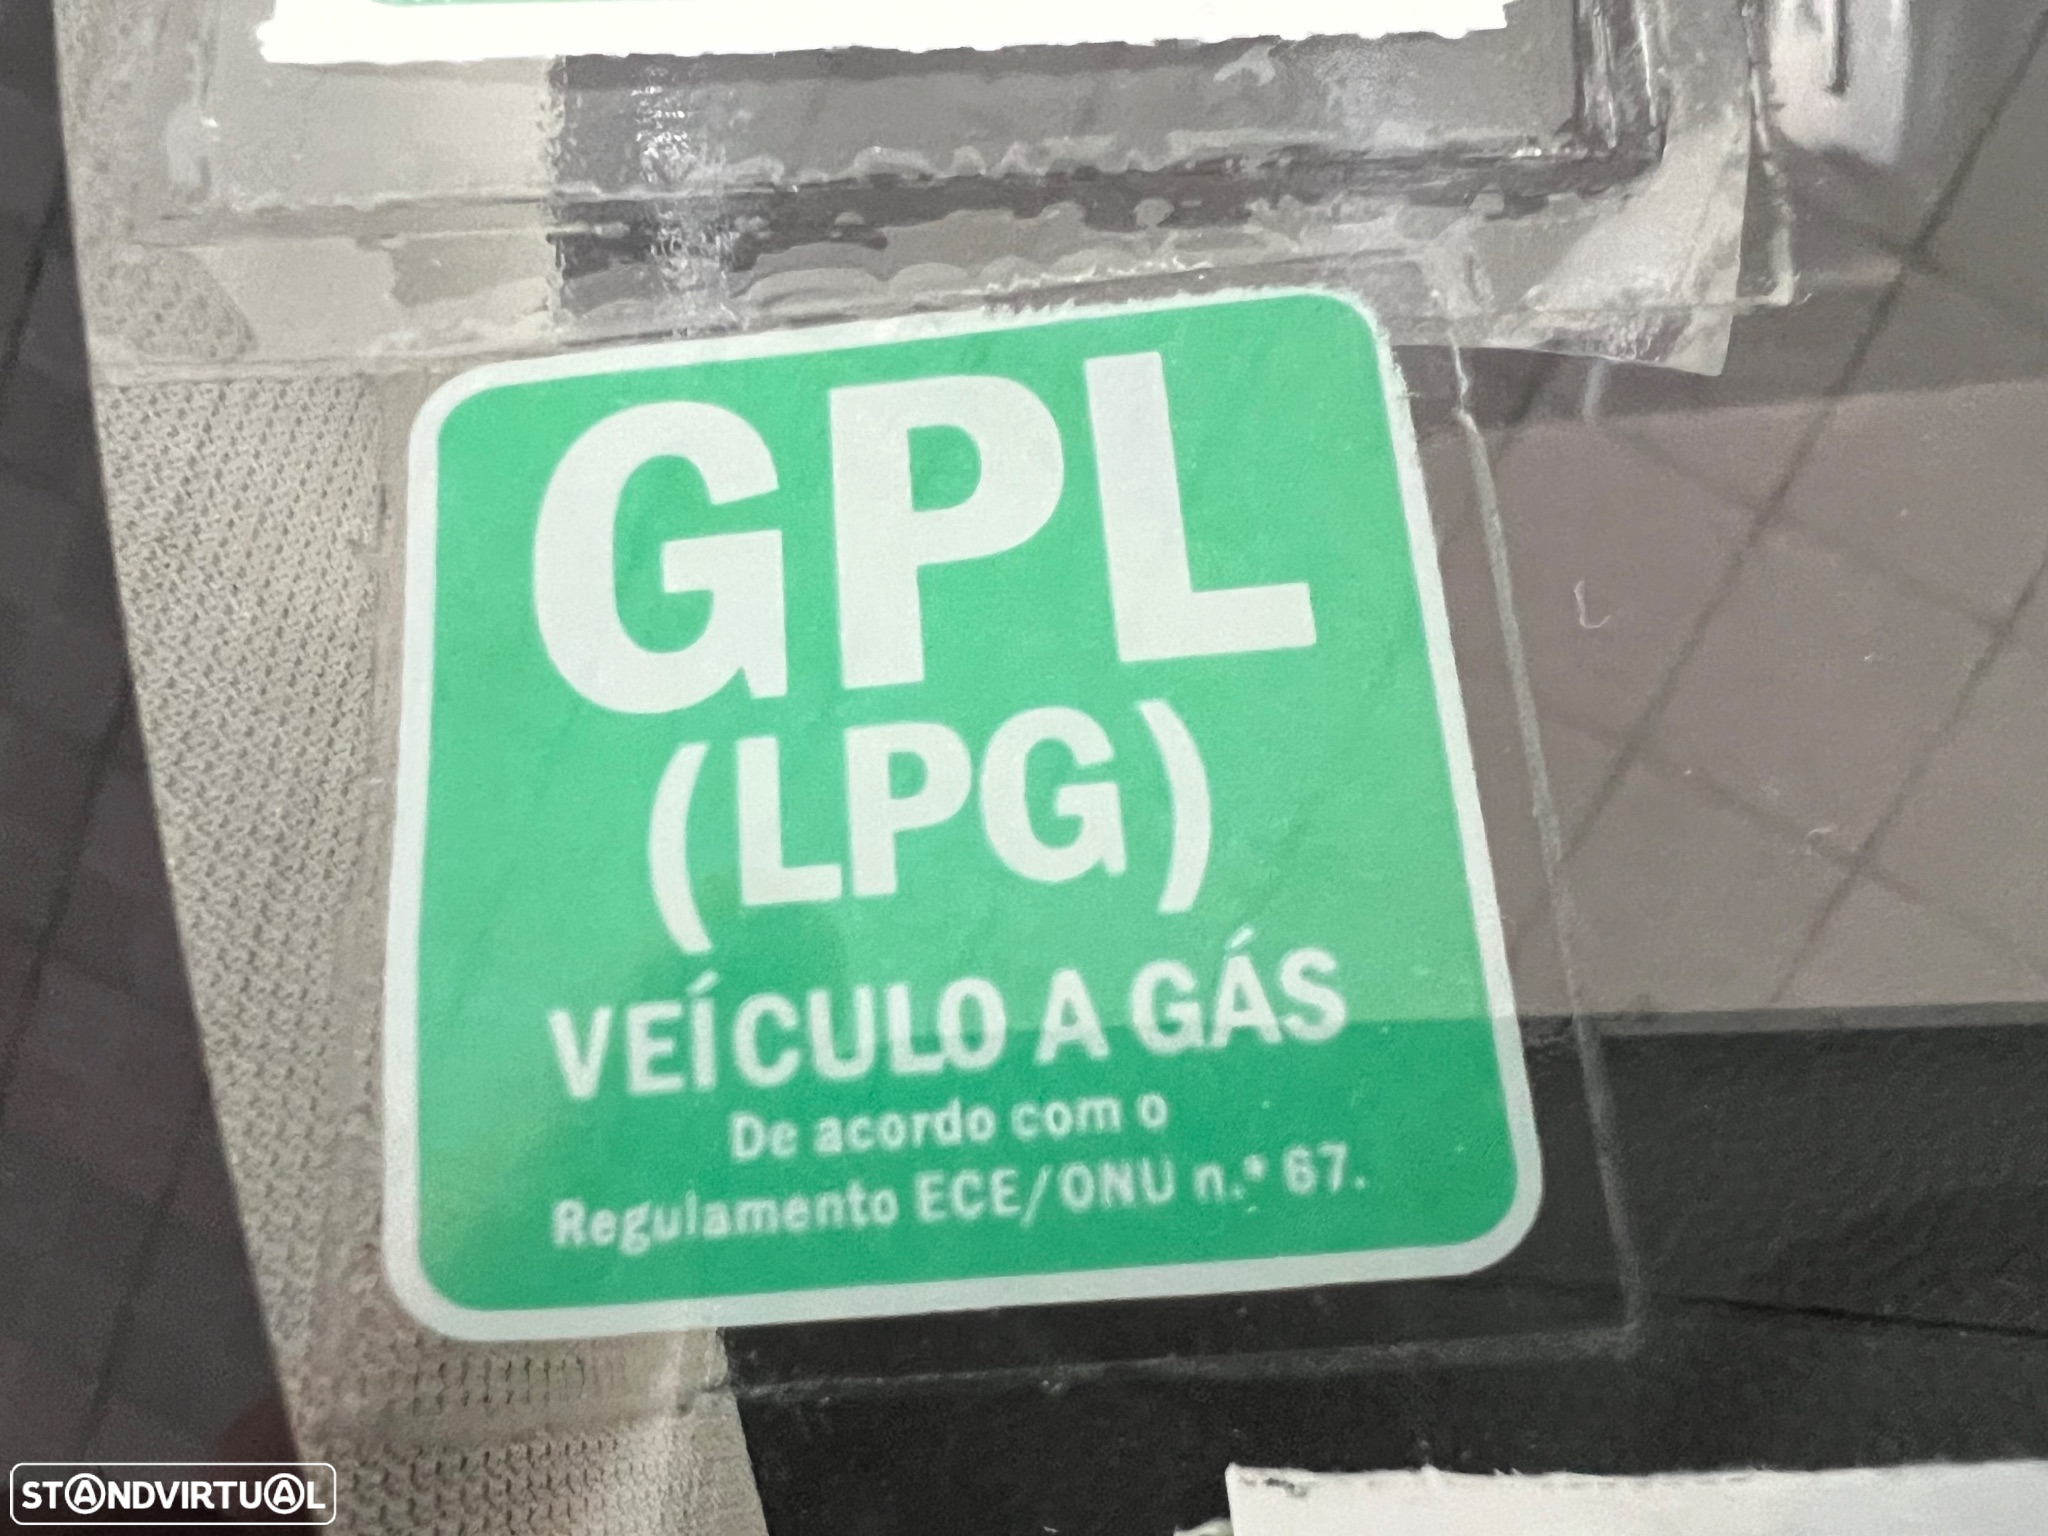 GPL
(LPG)
VEÍCULO A GÁS
De acordo com o
Regulamento ECE/ONU n.º 67.
STANDVIRTUAL